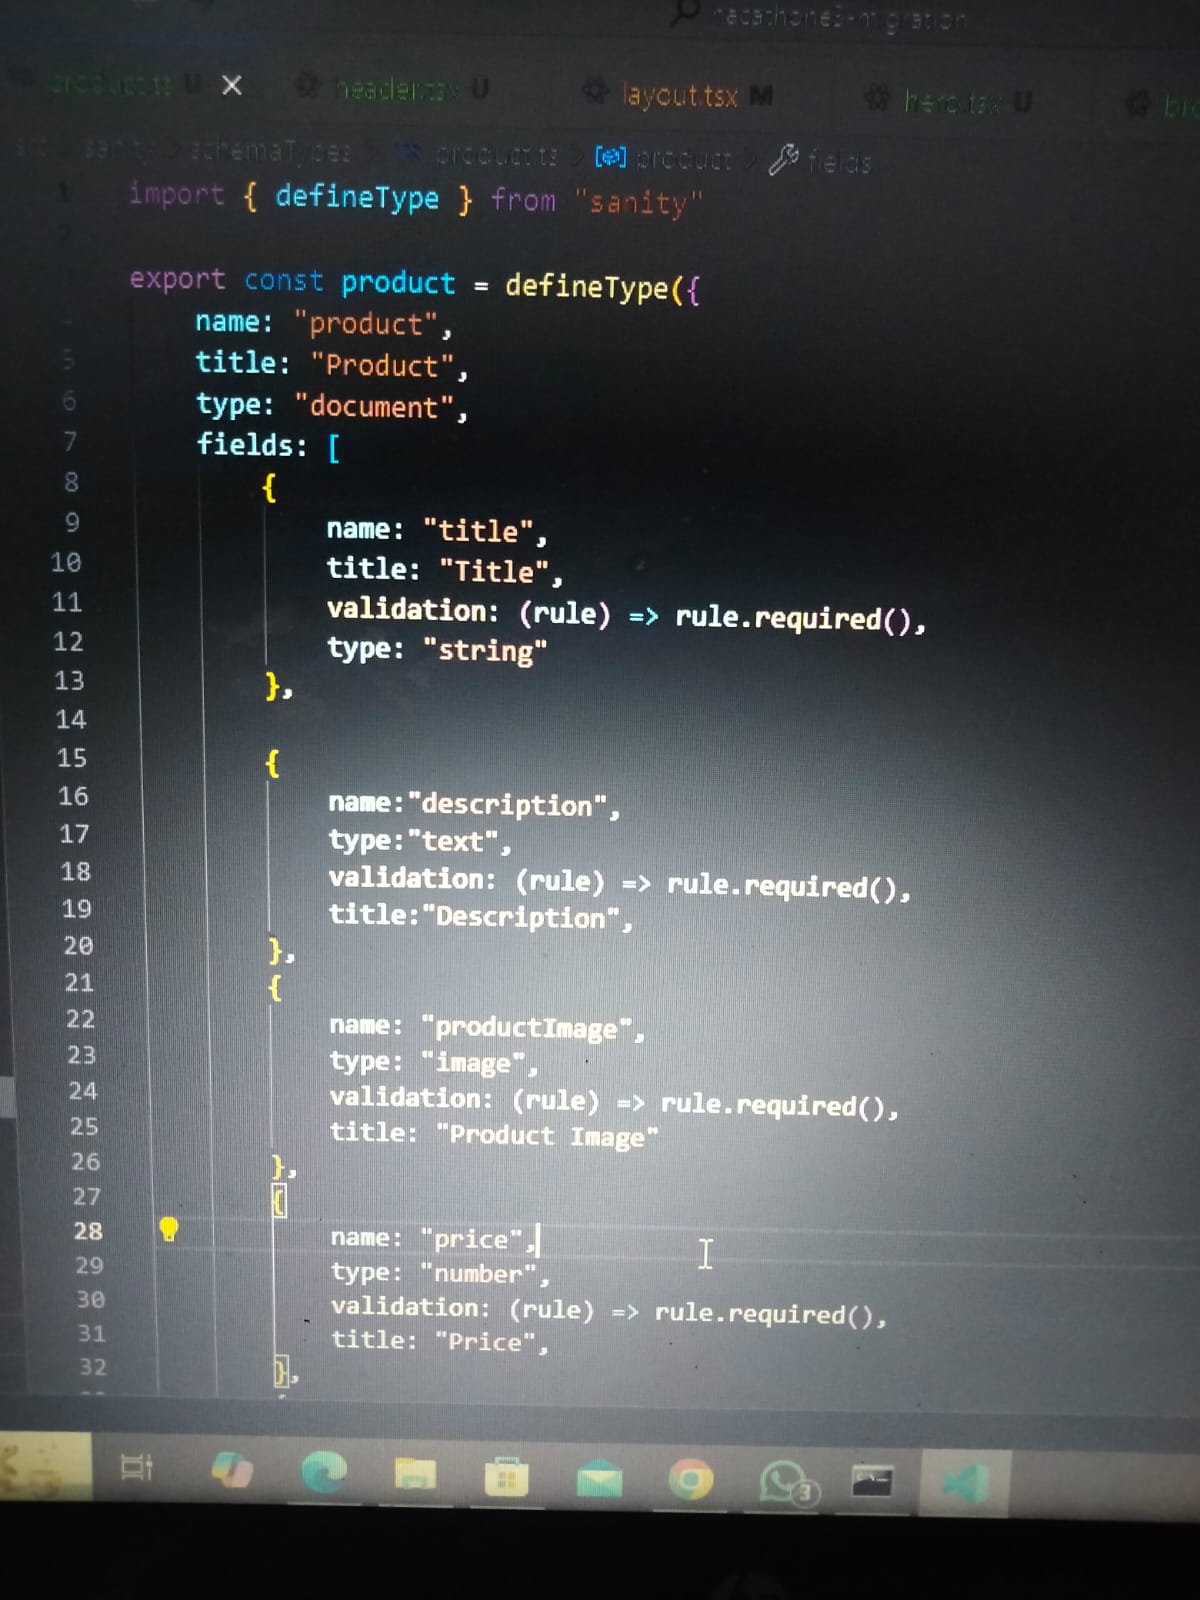 hacathone3-migration
product.ts U X header.tsx U layout.tsx M hero.tsx U
src > sanity > schemaTypes > product.ts > product > fields
1 import { defineType } from "sanity"
2
export const product = defineType({
name: "product",
5 title: "Product",
6 type: "document",
7 fields: [
8 {
9 name: "title",
10 title: "Title",
11 validation: (rule) => rule.required(),
12 type: "string"
13 },
14
15 {
16 name:"description",
17 type:"text",
18 validation: (rule) => rule.required(),
19 title:"Description",
20 },
21 {
22 name: "productImage",
23 type: "image",
24 validation: (rule) => rule.required(),
25 title: "Product Image"
26 },
27 {
28 name: "price",
29 type: "number",
30 validation: (rule) => rule.required(),
31 title: "Price",
32 },
3